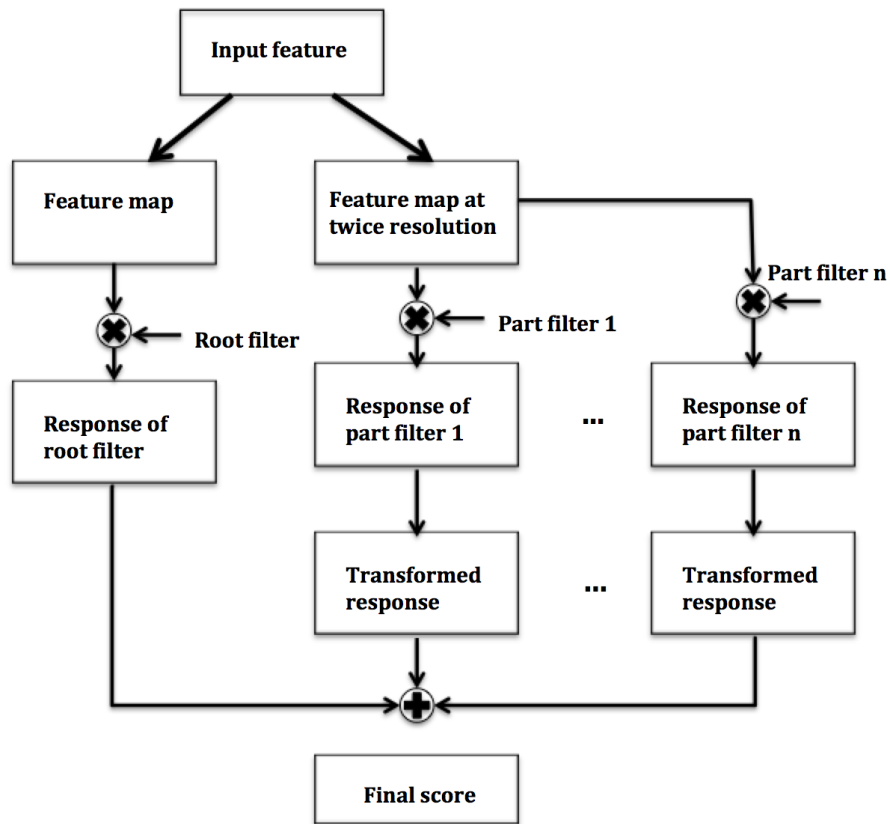 Input feature
Feature map
Feature map at
twice resolution
Part filter n
Root filter
Part filter 1
Response of
root filter
Response of
part filter 1
...
Response of
part filter n
Transformed
response
...
Transformed
response
Final score